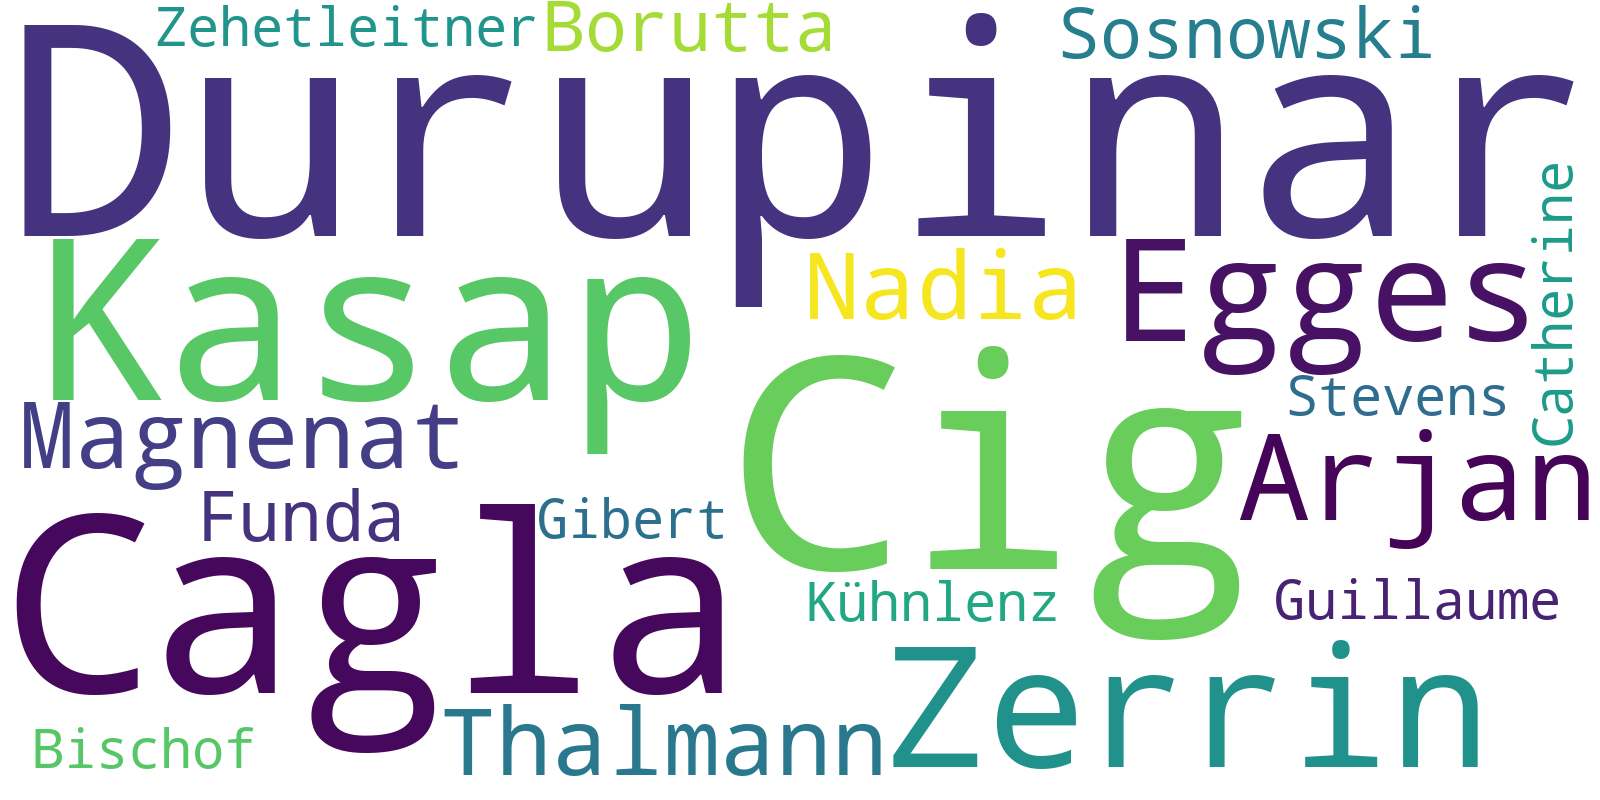 Zehetleitner
Borutta
Sosnowski
Durupinar
Catherine
Kasap
Nadia
Egges
Magnenat
Cig
Stevens
Arjan
Funda
Gibert
Cagla
Kühnlenz
Guillaume
Zerrin
Bischof
Thalmann